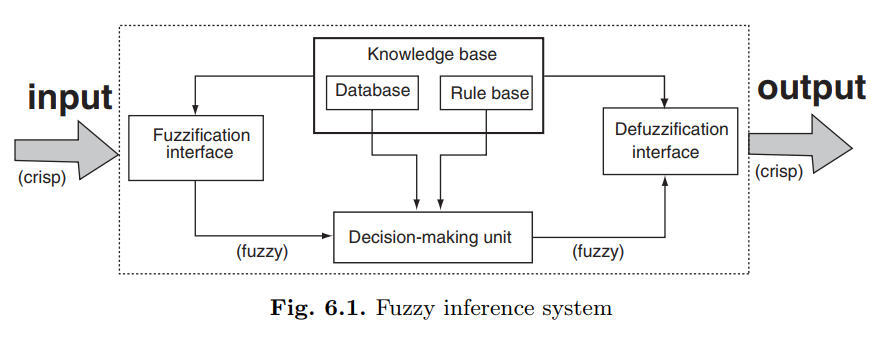 Knowledge base
Database
Rule base
input
output
Fuzzification
interface
Defuzzification
interface
(crisp)
(crisp)
Decision-making unit
(fuzzy)
(fuzzy)
Fig. 6.1. Fuzzy inference system